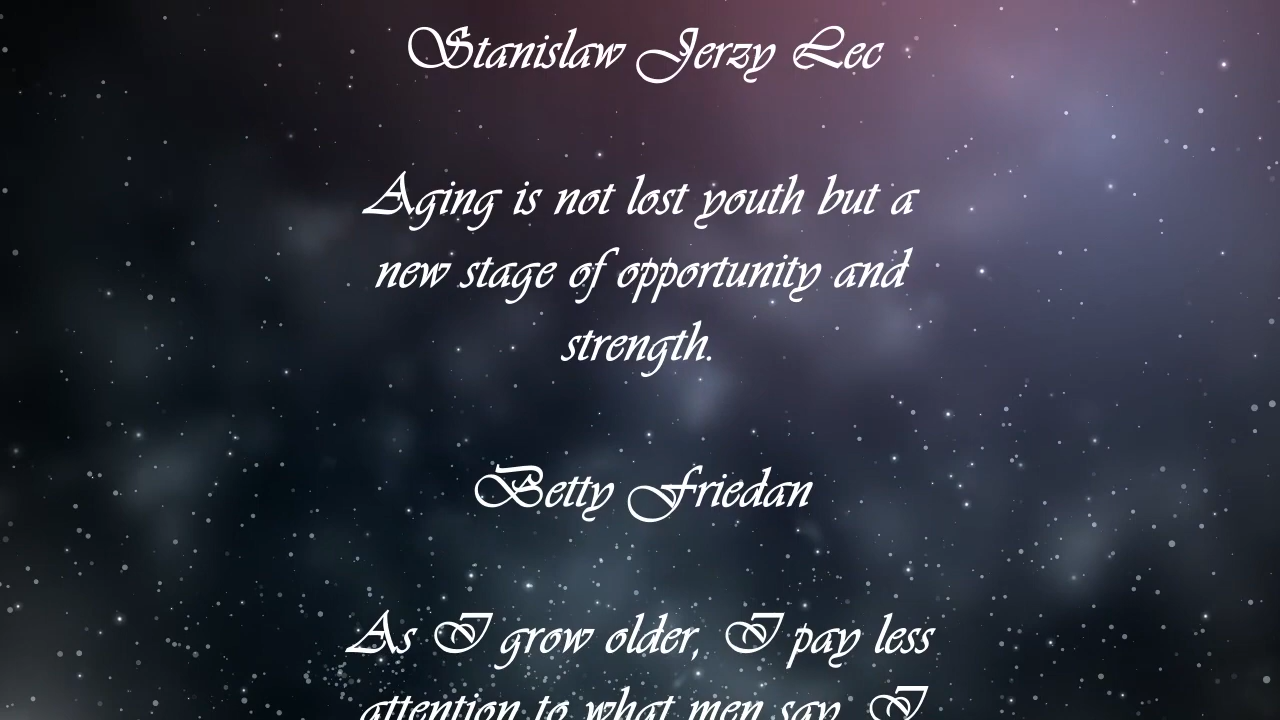 Stanislaw Jerzy Lec
Aging is not lost youth but a
new stage of opportunity and
strength.
Betty Friedan
As I grow older, I pay less
attention to what men say. I